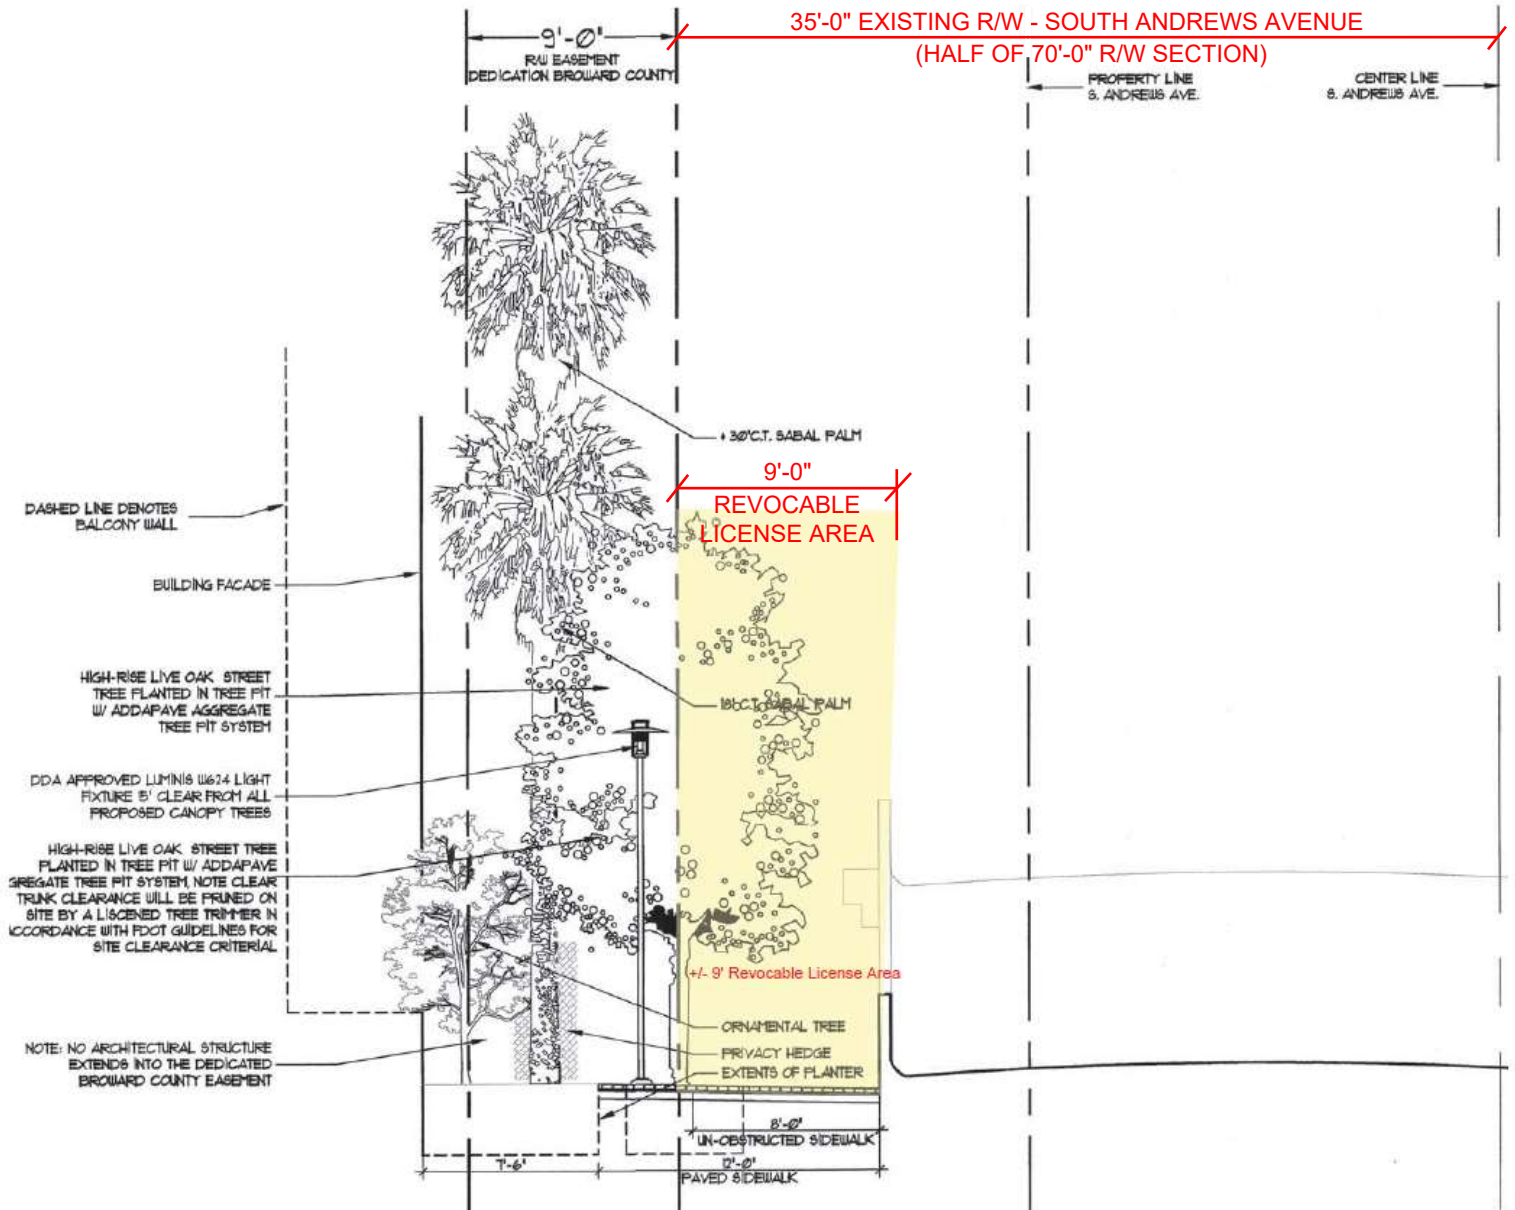 35'-0" EXISTING R/W - SOUTH ANDREWS AVENUE
(HALF OF 70'-0" R/W SECTION)
9'-0"
R/W EASEMENT
DEDICATION BROWARD COUNTY
PROPERTY LINE
S. ANDREWS AVE.
CENTER LINE
S. ANDREWS AVE.
+ 30'C.T. SABAL PALM
9'-0"
REVOCABLE
LICENSE AREA
DASHED LINE DENOTES
BALCONY WALL
BUILDING FACADE
HIGH-RISE LIVE OAK STREET
TREE PLANTED IN TREE PIT
W/ ADDAPAVE AGGREGATE
TREE PIT SYSTEM
18'C.T. SABAL PALM
DDA APPROVED LUMINIS W624 LIGHT
FIXTURE 5' CLEAR FROM ALL
PROPOSED CANOPY TREES
HIGH-RISE LIVE OAK STREET TREE
PLANTED IN TREE PIT W/ ADDAPAVE
GREGATE TREE PIT SYSTEM, NOTE CLEAR
TRUNK CLEARANCE WILL BE PRUNED ON
SITE BY A LISCENED TREE TRIMMER IN
CCORDANCE WITH FDOT GUIDELINES FOR
SITE CLEARANCE CRITERIAL
+/- 9' Revocable License Area
ORNAMENTAL TREE
PRIVACY HEDGE
EXTENTS OF PLANTER
NOTE: NO ARCHITECTURAL STRUCTURE
EXTENDS INTO THE DEDICATED
BROWARD COUNTY EASEMENT
8'-0"
UN-OBSTRUCTED SIDEWALK
7'-6"
12'-0"
PAVED SIDEWALK